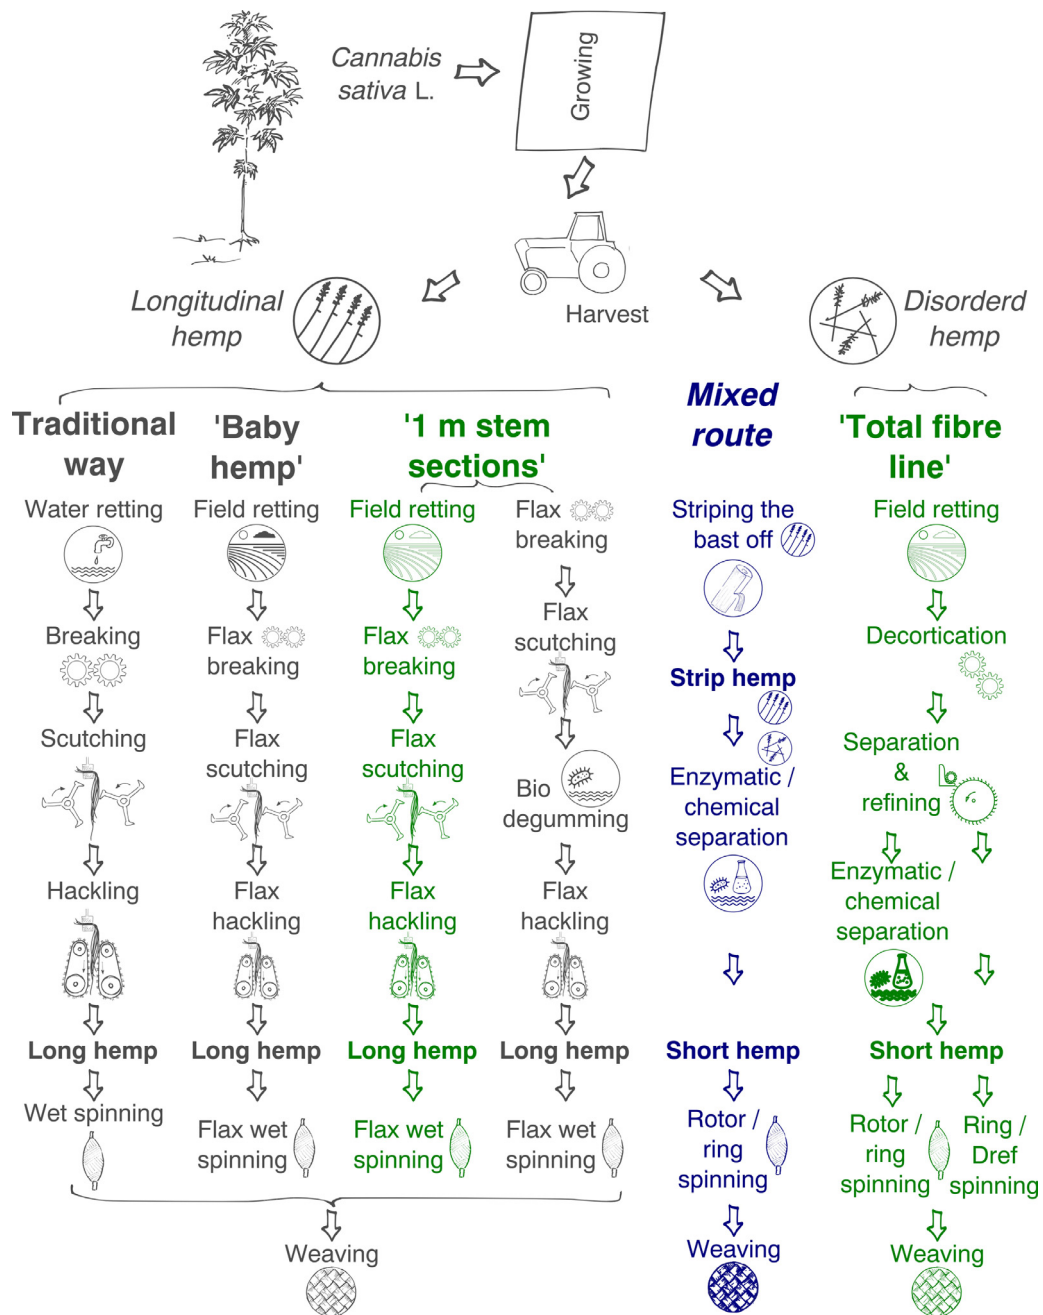 Cannabis
sativa L.
Growing
Harvest
Longitudinal
hemp
Disorderd
hemp
Traditional
way
Water retting
Breaking
Scutching
Hackling
Long hemp
Wet spinning
'Baby
hemp'
Field retting
Flax
breaking
Flax
scutching
Flax
hackling
Long hemp
Flax wet
spinning
'1 m stem
sections'
Field retting
Flax
breaking
Flax
scutching
Flax
hackling
Long hemp
Flax wet
spinning
Flax
breaking
Flax
scutching
Bio
degumming
Flax
hackling
Long hemp
Flax wet
spinning
Weaving
Mixed
route
Striping the
bast off
Strip hemp
Enzymatic /
chemical
separation
Short hemp
Rotor /
ring
spinning
Weaving
'Total fibre
line'
Field retting
Decortication
Separation
&
refining
Enzymatic /
chemical
separation
Short hemp
Rotor /
ring
spinning
Ring /
Dref
spinning
Weaving